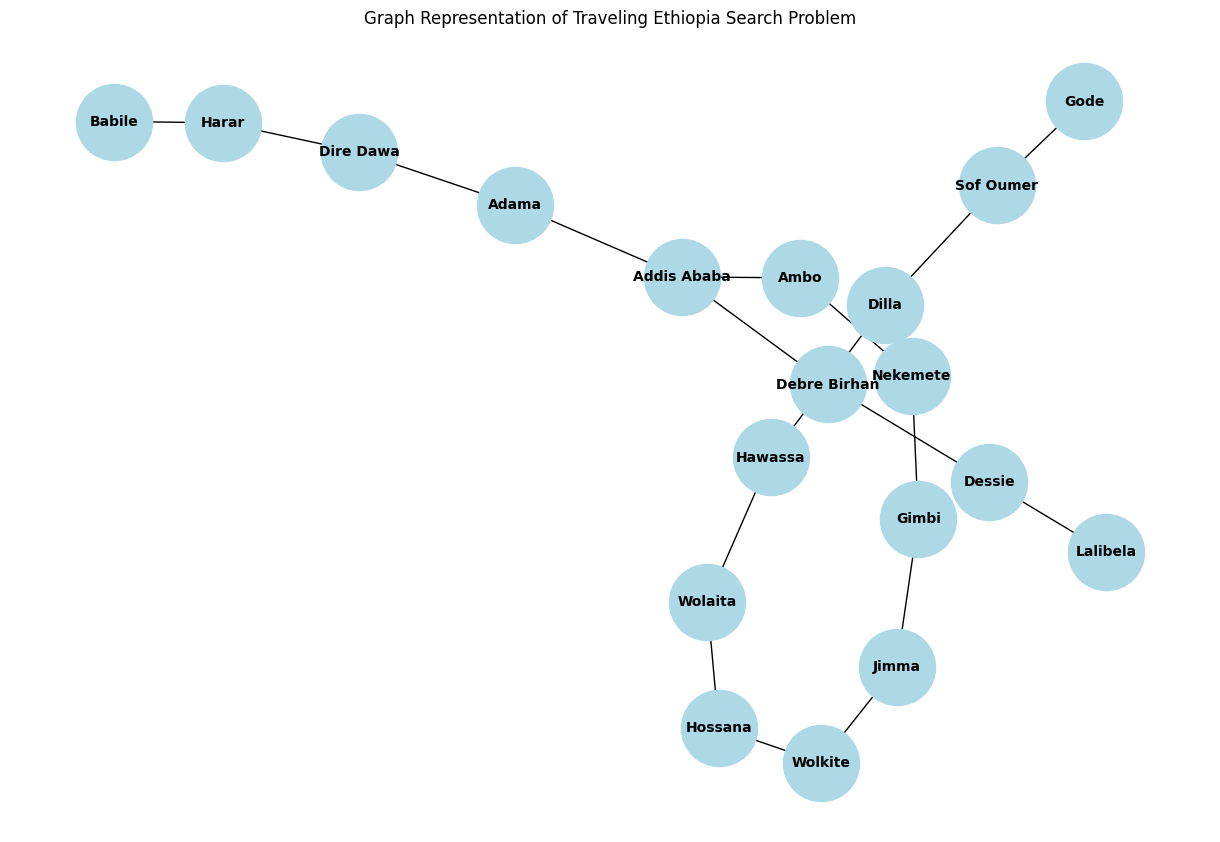 Graph Representation of Traveling Ethiopia Search Problem
Gode
Babile
Harar
Dire Dawa
Sof Oumer
Adama
Addis Ababa
Ambo
Dilla
Nekemete
Debre Birhan
Hawassa
Dessie
Gimbi
Lalibela
Wolaita
Jimma
Hossana
Wolkite